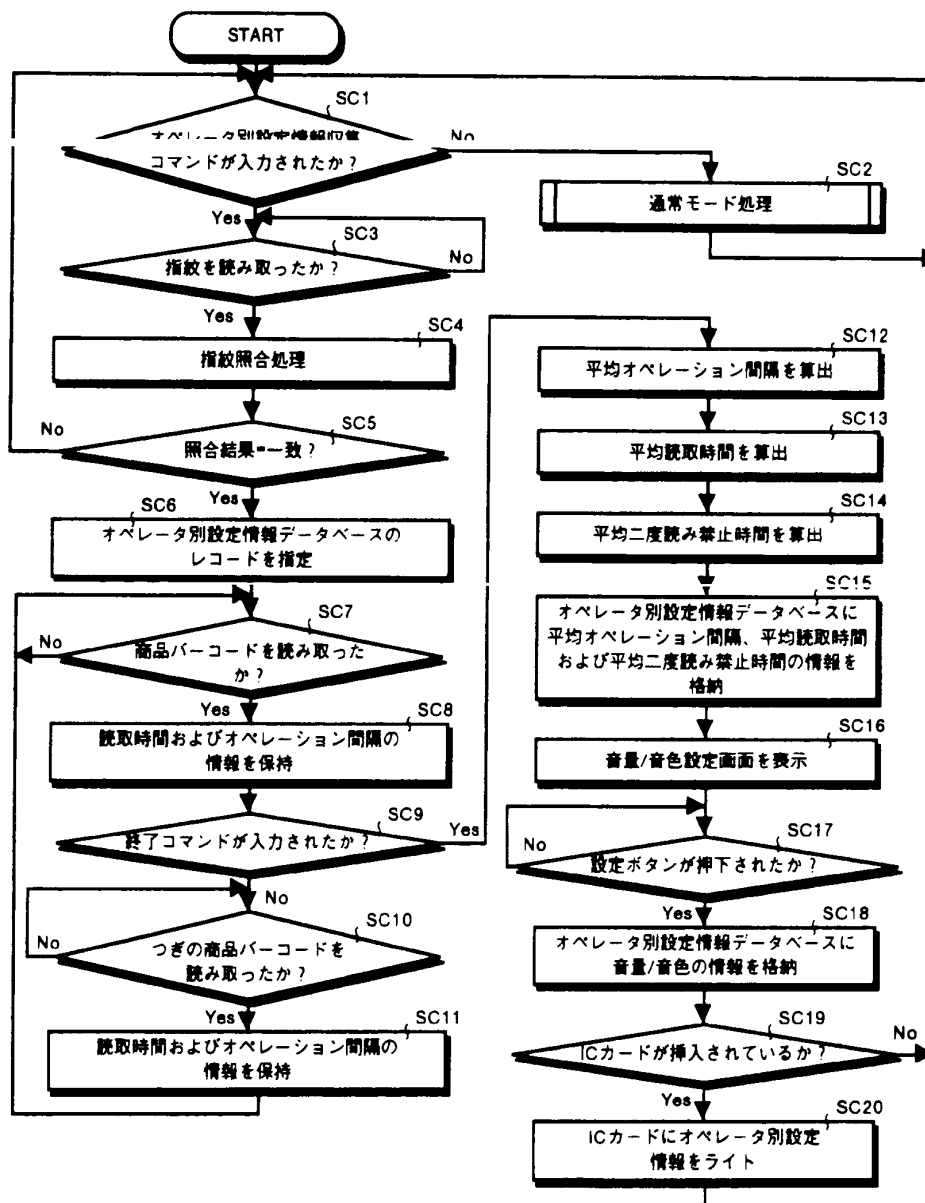 START
SC1
オペレータ別設定情報収集
コマンドが入力されたか?
No
Yes
SC2
通常モード処理
SC3
指紋を読み取ったか?
No
Yes
SC4
指紋照合処理
SC5
照合結果=一致?
No
Yes
SC6
オペレータ別設定情報データベースの
レコードを指定
SC7
商品バーコードを読み取った
か?
No
Yes
SC8
読取時間およびオペレーション間隔の
情報を保持
SC9
終了コマンドが入力されたか?
Yes
No
SC10
つぎの商品バーコードを
読み取ったか?
No
Yes
SC11
読取時間およびオペレーション間隔の
情報を保持
SC12
平均オペレーション間隔を算出
SC13
平均読取時間を算出
SC14
平均二度読み禁止時間を算出
SC15
オペレータ別設定情報データベースに
平均オペレーション間隔、平均読取時間
および平均二度読み禁止時間の情報を
格納
SC16
音量/音色設定画面を表示
SC17
設定ボタンが押下されたか?
No
Yes
SC18
オペレータ別設定情報データベースに
音量/音色の情報を格納
SC19
ICカードが挿入されているか?
No
Yes
SC20
ICカードにオペレータ別設定
情報をライト